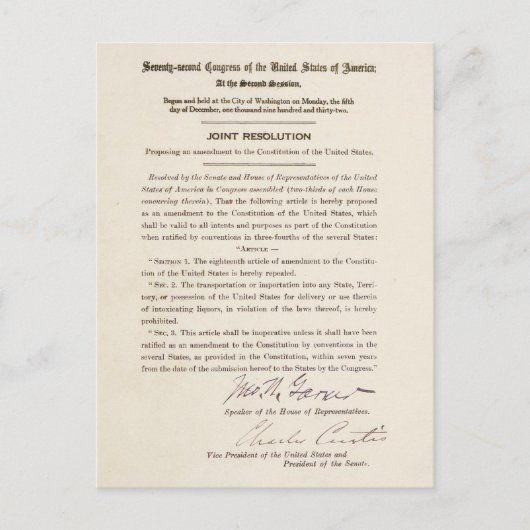 Seventy-second Congress of the United States of America;
At the Second Session,
Begun and held at the City of Washington on Monday, the fifth
day of December, one thousand nine hundred and thirty-two.
JOINT RESOLUTION
Proposing an amendment to the Constitution of the United States.
Resolved by the Senate and House of Representatives of the United
States of America in Congress assembled (two-thirds of each House
concurring therein), That the following article is hereby proposed
as an amendment to the Constitution of the United States, which
shall be valid to all intents and purposes as part of the Constitution
when ratified by conventions in three-fourths of the several States:
"ARTICLE —
"SECTION 1. The eighteenth article of amendment to the Constitu-
tion of the United States is hereby repealed.
"SEC. 2. The transportation or importation into any State, Terri-
tory, or possession of the United States for delivery or use therein
of intoxicating liquors, in violation of the laws thereof, is hereby
prohibited.
"SEC. 3. This article shall be inoperative unless it shall have been
ratified as an amendment to the Constitution by conventions in the
several States, as provided in the Constitution, within seven years
from the date of the submission hereof to the States by the Congress."
Jno. N. Garner
Speaker of the House of Representatives.
Charles Curtis
Vice President of the United States and
President of the Senate.